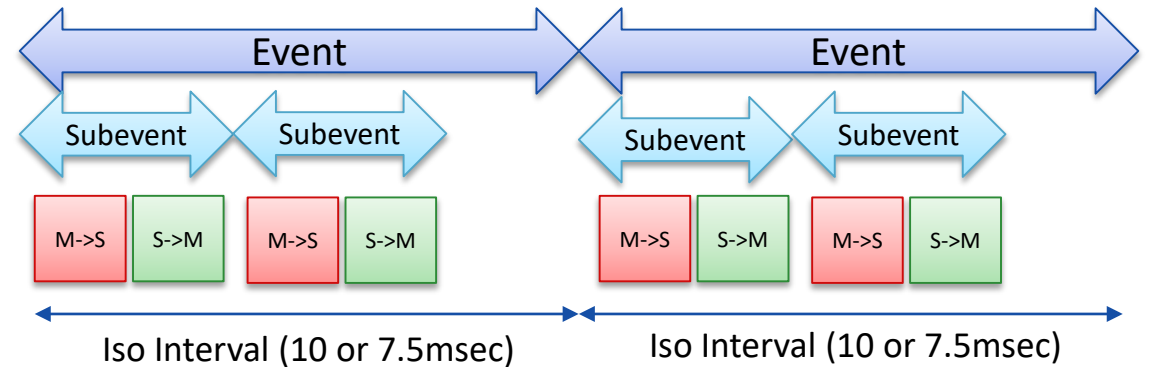 Event
Event
Subevent
Subevent
Subevent
Subevent
M->S
S->M
M->S
S->M
M->S
S->M
M->S
S->M
Iso Interval (10 or 7.5msec)
Iso Interval (10 or 7.5msec)